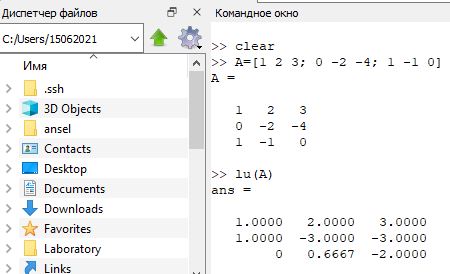 Диспетчер файлов
C:/Users/15062021
Имя
.ssh
3D Objects
ansel
Contacts
Desktop
Documents
Downloads
Favorites
Laboratory
Links
Командное окно
>> clear
>> A=[1 2 3; 0 -2 -4; 1 -1 0]
A =
1 2 3
0 -2 -4
1 -1 0
>> lu(A)
ans =
1.0000 2.0000 3.0000
1.0000 -3.0000 -3.0000
0 0.6667 -2.0000